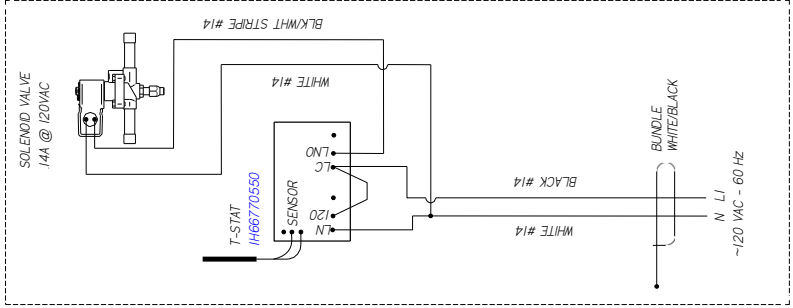 BLK/WHT STRIPE #14
WHITE #14
SOLENOID VALVE
.14A @ 120VAC
LNO
LC
SENSOR
120
LN
T-STAT
IH66770550
BLACK #14
WHITE #14
BUNDLE
WHITE/BLACK
L1
N
~120 VAC - 60 Hz